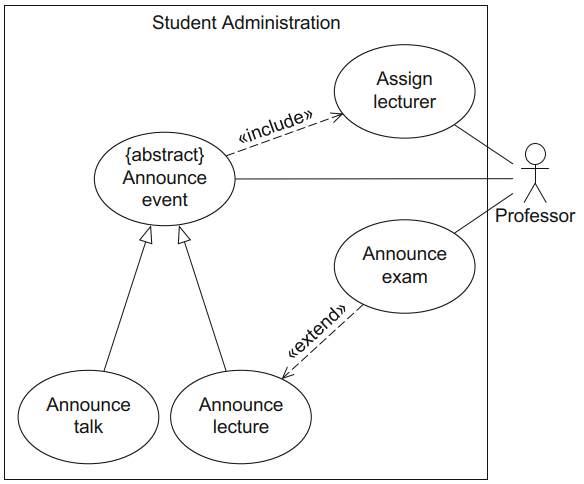 Student Administration
Assign
lecturer
«include»
{abstract}
Announce
event
Professor
Announce
exam
«extend»
Announce
talk
Announce
lecture